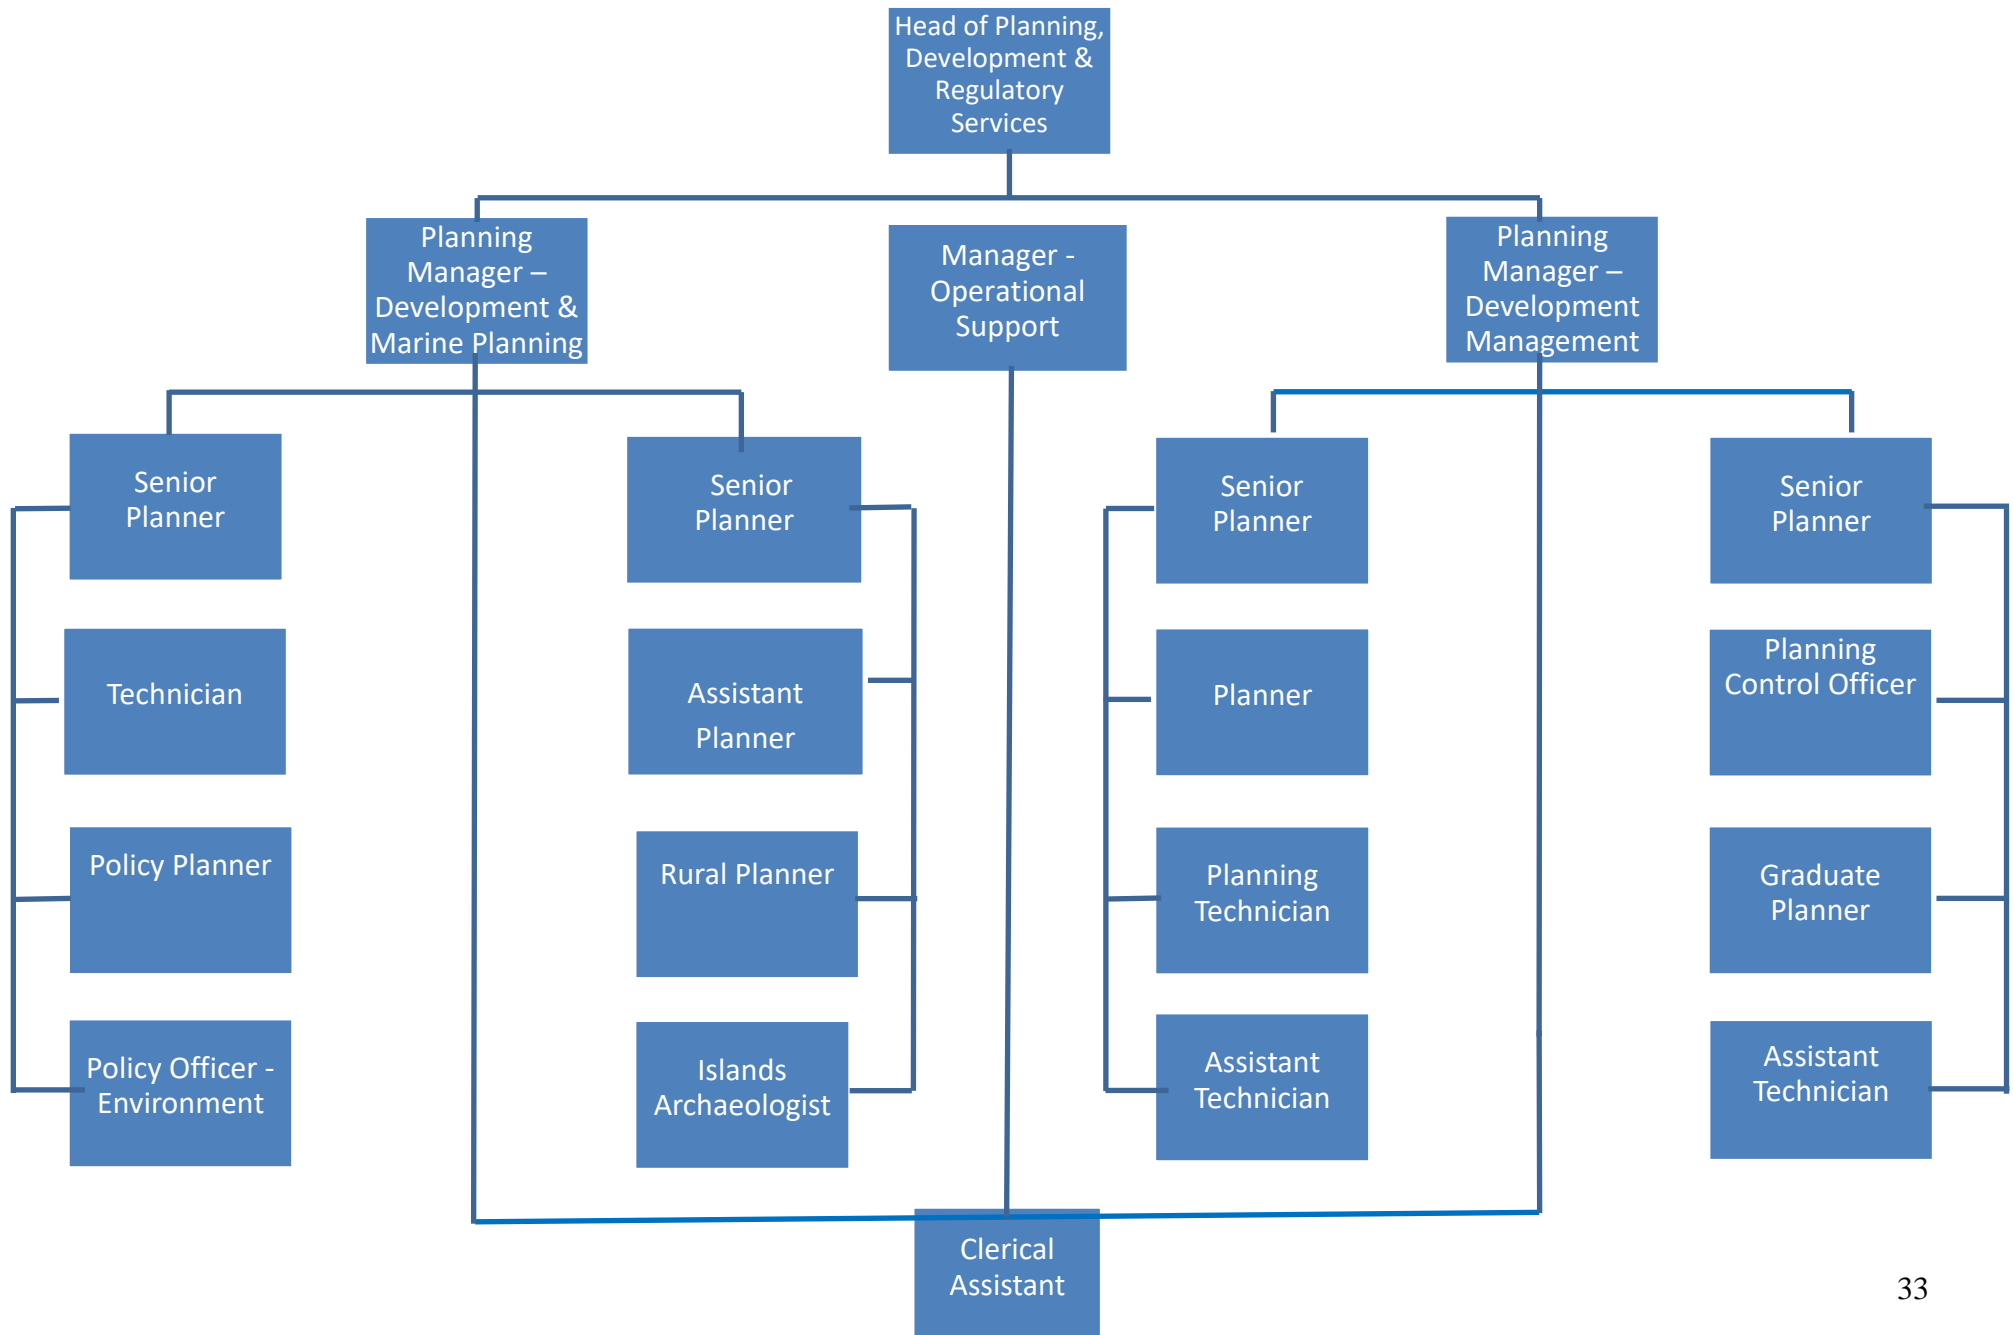 Head of Planning,
Development &
Regulatory
Services
Planning
Manager –
Development &
Marine Planning
Manager -
Operational
Support
Planning
Manager –
Development
Management
Senior
Planner
Senior
Planner
Senior
Planner
Senior
Planner
Technician
Assistant
Planner
Planner
Planning
Control Officer
Policy Planner
Rural Planner
Planning
Technician
Graduate
Planner
Policy Officer -
Environment
Islands
Archaeologist
Assistant
Technician
Assistant
Technician
Clerical
Assistant
33